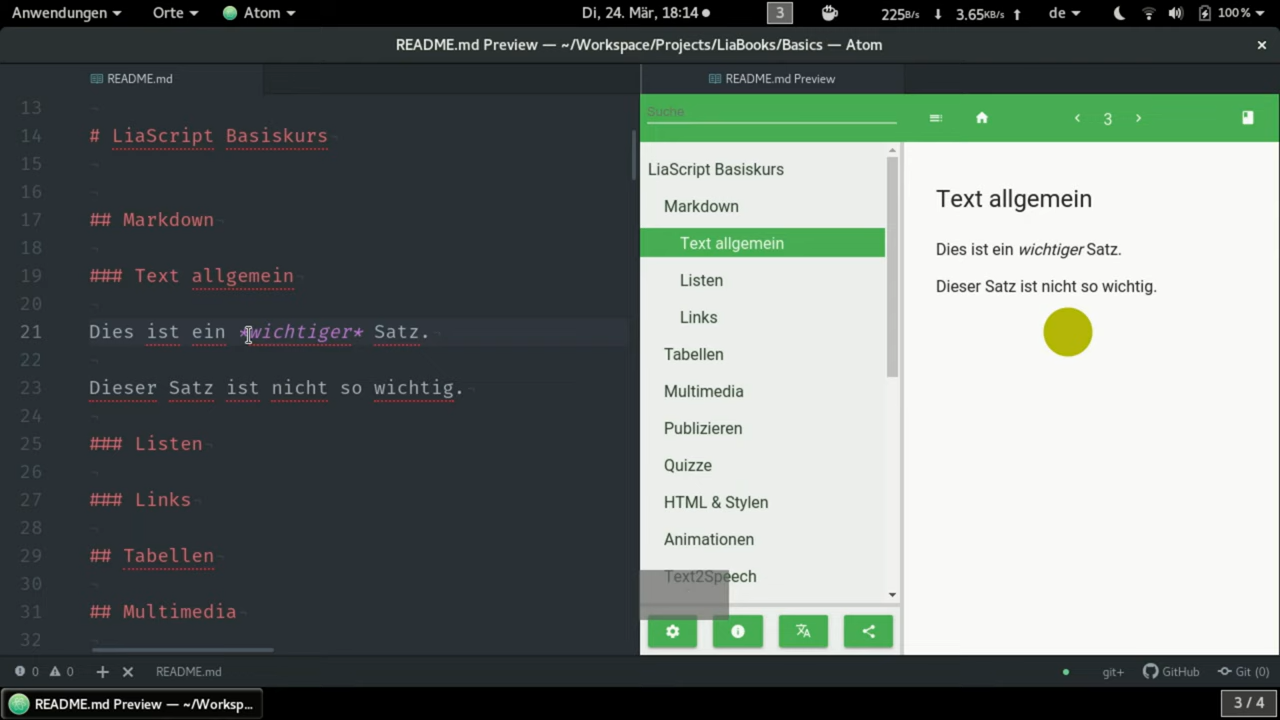 Anwendungen Orte Atom Di, 24. Mär, 18:14 3 225B/s 3.65KB/s de 100%
README.md Preview — ~/Workspace/Projects/LiaBooks/Basics — Atom
README.md
README.md Preview
13
14 # LiaScript Basiskurs
15
16
17 ## Markdown
18
19 ### Text allgemein
20
21 Dies ist ein *wichtiger* Satz.
22
23 Dieser Satz ist nicht so wichtig.
24
25 ### Listen
26
27 ### Links
28
29 ## Tabellen
30
31 ## Multimedia
32
Suche
3
LiaScript Basiskurs
Markdown
Text allgemein
Listen
Links
Tabellen
Multimedia
Publizieren
Quizze
HTML & Stylen
Animationen
Text2Speech
Text allgemein
Dies ist ein wichtiger Satz.
Dieser Satz ist nicht so wichtig.
0 0 README.md git+ GitHub Git (0)
README.md Preview — ~/Worksp... 3 / 4